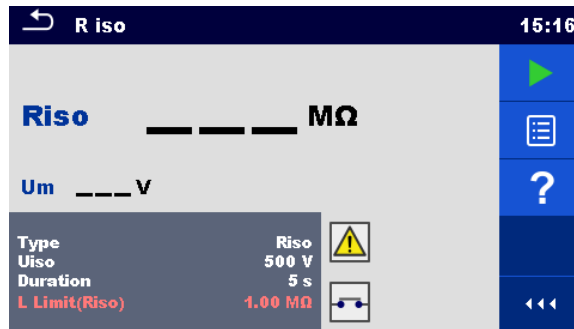 R iso 15:16
Riso _ _ _ MΩ
Um _ _ _ V
?
Type Riso
Uiso 500 V
Duration 5 s
L Limit(Riso) 1.00 MΩ